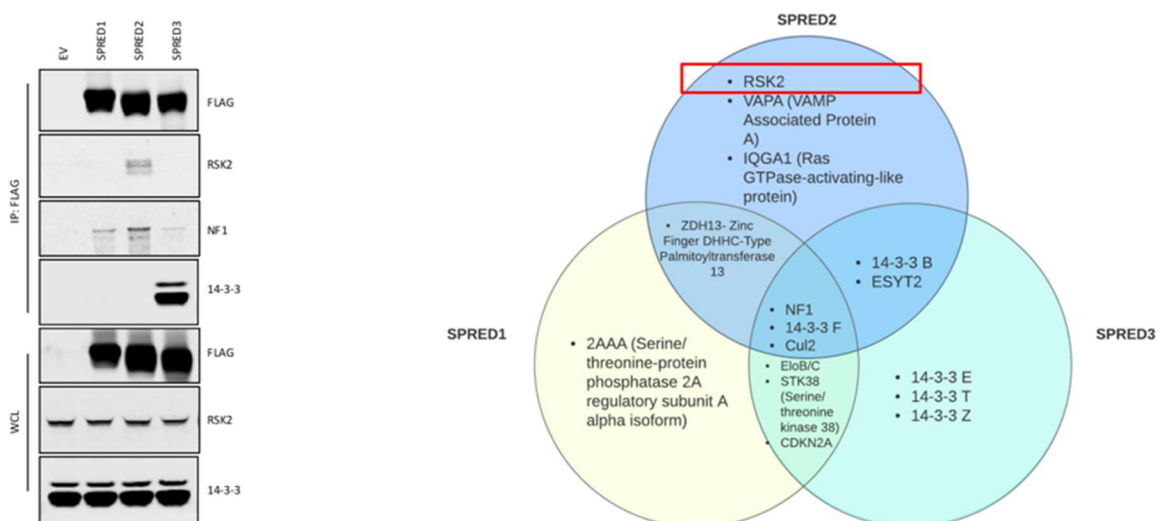 EV
SPRED1
SPRED2
SPRED3
IP: FLAG
FLAG
RSK2
NF1
14-3-3
WCL
FLAG
RSK2
14-3-3
SPRED2
• RSK2
• VAPA (VAMP
Associated Protein
A)
• IQGA1 (Ras
GTPase-activating-like
protein)
• ZDH13- Zinc
Finger DHHC-Type
Palmitoyltransferase
13
• 14-3-3 B
• ESYT2
SPRED1
SPRED3
• NF1
• 14-3-3 F
• Cul2
• 2AAA (Serine/
threonine-protein
phosphatase 2A
regulatory subunit A
alpha isoform)
• EloB/C
• STK38
(Serine/
threonine
kinase 38)
• CDKN2A
• 14-3-3 E
• 14-3-3 T
• 14-3-3 Z